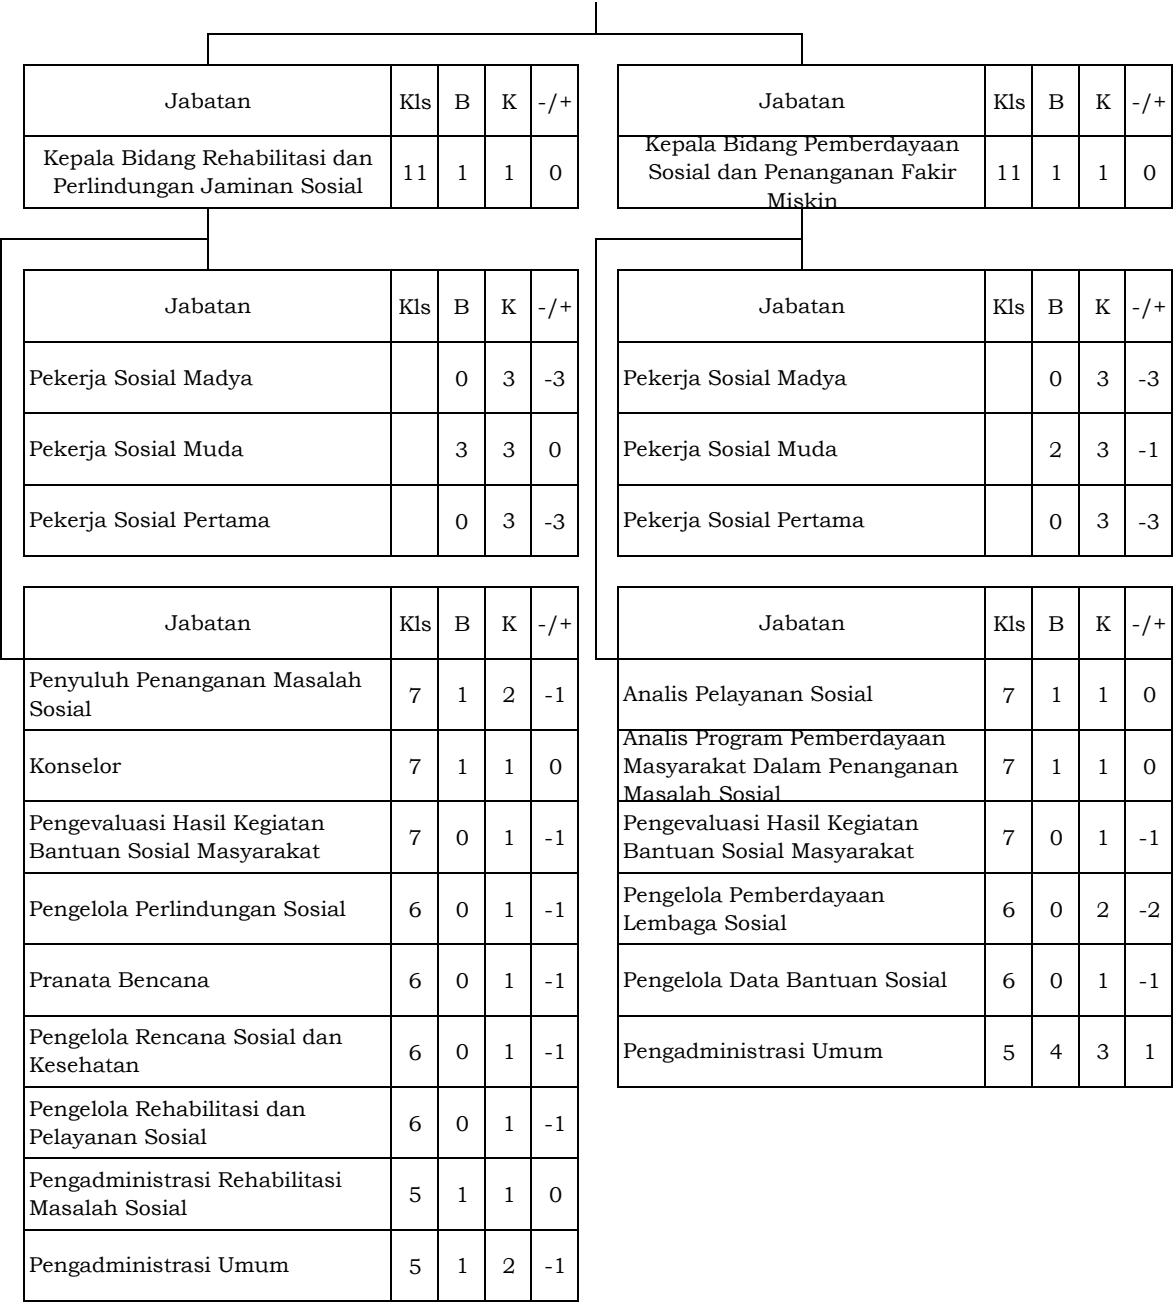 Jabatan Kls B K -/+
Kepala Bidang Rehabilitasi dan
Perlindungan Jaminan Sosial 11 1 1 0
Jabatan Kls B K -/+
Kepala Bidang Pemberdayaan
Sosial dan Penanganan Fakir 11 1 1 0
Miskin
Jabatan Kls B K -/+
Pekerja Sosial Madya 0 3 -3
Pekerja Sosial Muda 3 3 0
Pekerja Sosial Pertama 0 3 -3
Jabatan Kls B K -/+
Pekerja Sosial Madya 0 3 -3
Pekerja Sosial Muda 2 3 -1
Pekerja Sosial Pertama 0 3 -3
Jabatan Kls B K -/+
Penyuluh Penanganan Masalah
Sosial 7 1 2 -1
Konselor 7 1 1 0
Pengevaluasi Hasil Kegiatan
Bantuan Sosial Masyarakat 7 0 1 -1
Pengelola Perlindungan Sosial 6 0 1 -1
Pranata Bencana 6 0 1 -1
Pengelola Rencana Sosial dan
Kesehatan 6 0 1 -1
Pengelola Rehabilitasi dan
Pelayanan Sosial 6 0 1 -1
Pengadministrasi Rehabilitasi
Masalah Sosial 5 1 1 0
Pengadministrasi Umum 5 1 2 -1
Jabatan Kls B K -/+
Analis Pelayanan Sosial 7 1 1 0
Analis Program Pemberdayaan
Masyarakat Dalam Penanganan 7 1 1 0
Masalah Sosial
Pengevaluasi Hasil Kegiatan
Bantuan Sosial Masyarakat 7 0 1 -1
Pengelola Pemberdayaan
Lembaga Sosial 6 0 2 -2
Pengelola Data Bantuan Sosial 6 0 1 -1
Pengadministrasi Umum 5 4 3 1